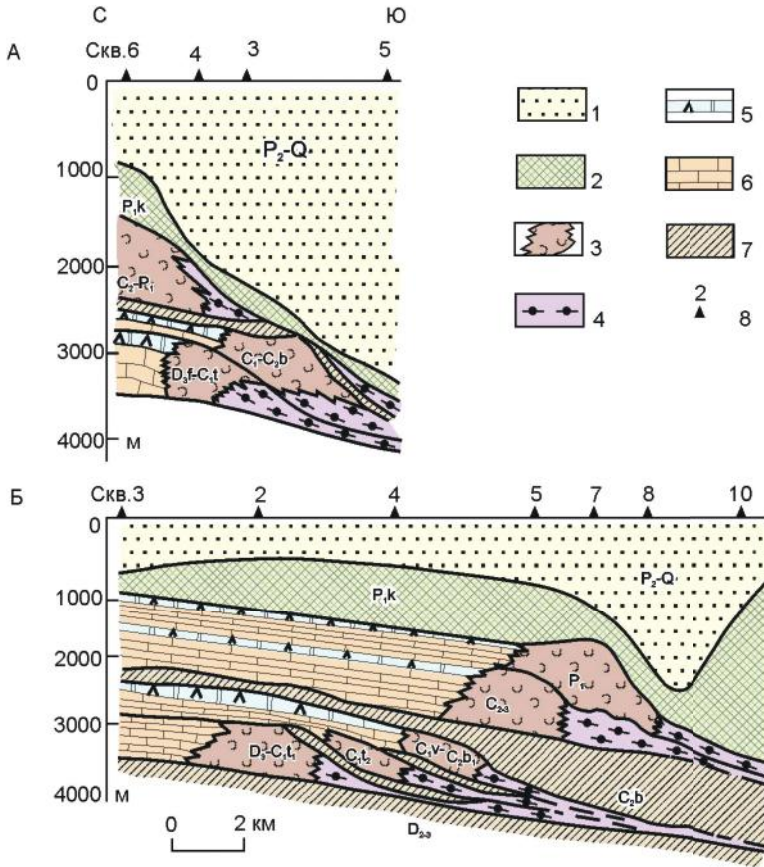 С Ю
А Скв.6 4 3 5
0
1000
2000
3000
4000 м
P₂-Q
P₁k
C₂-P₁
C₁-C₂b
D₃f-C₁t
1 5
2 6
3 7
4 2 8
Б Скв.3 2 4 5 7 8 10
0
1000
2000
3000
4000 м
P₂-Q
P₁k
P₁
C₂₋₃
D₃-C₁t₁ C₁t₂ C₁v-C₂b₁
C₂b
D₂₋₃
0 2 км